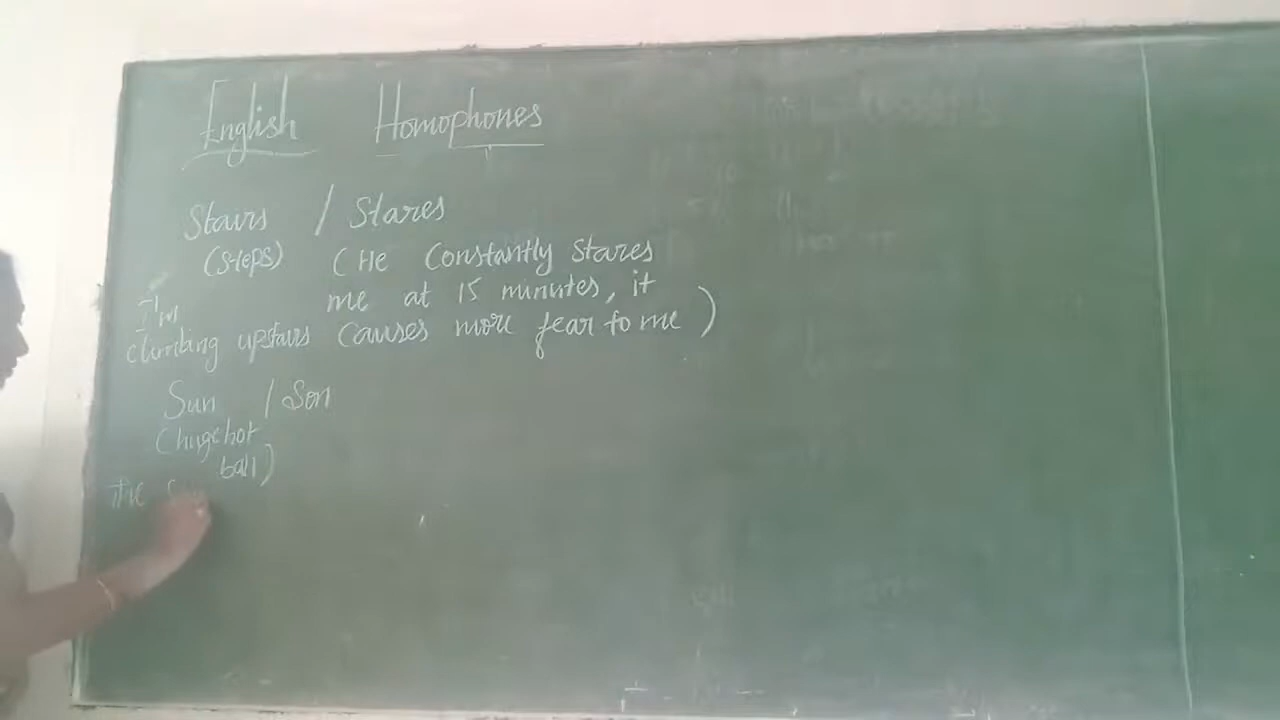 English Homophones
Stairs / Stares
(steps) (He Constantly stares
I'm me at 15 minutes, it
climbing upstairs causes more fear to me)
Sun / Son
(huge hot
ball)
The